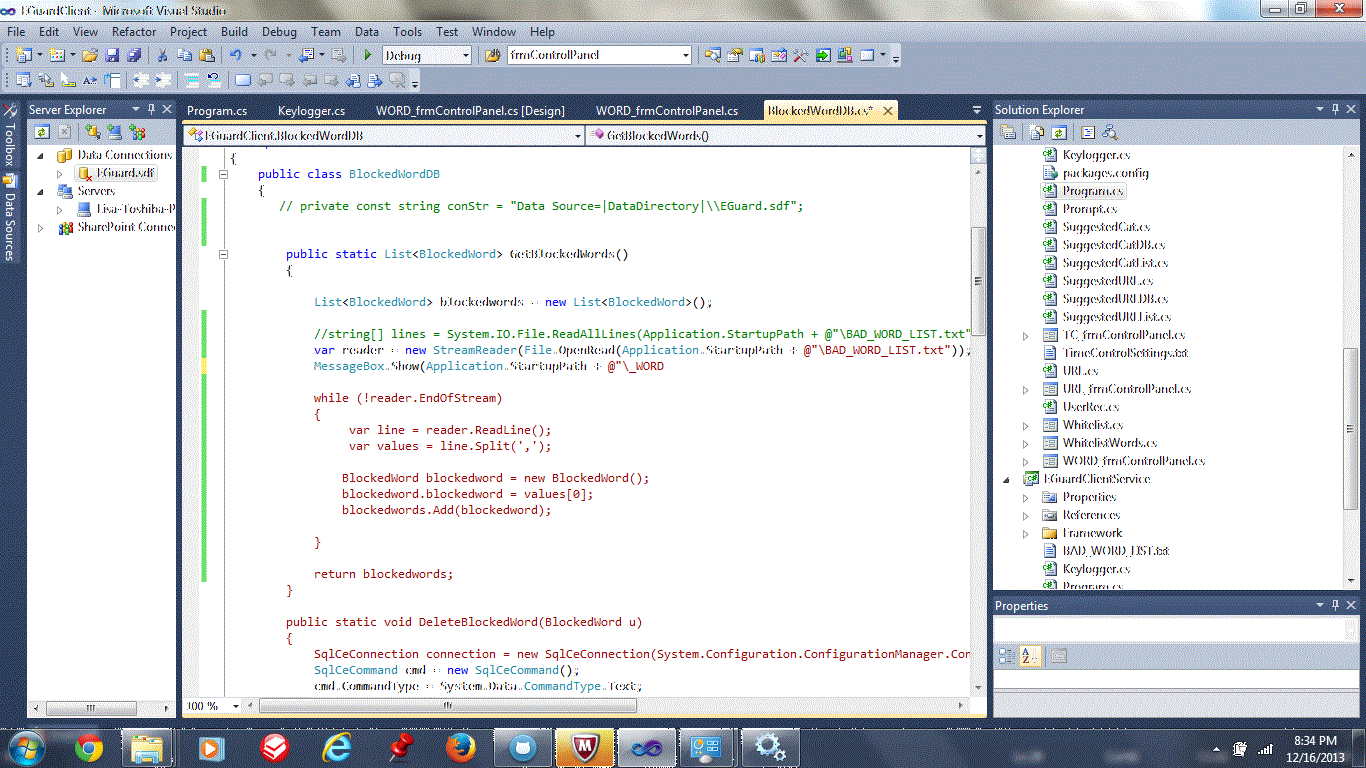 EGuardClient - Microsoft Visual Studio
File Edit View Refactor Project Build Debug Team Data Tools Test Window Help
Debug frmControlPanel
Server Explorer
Data Connections
EGuard.sdf
Servers
Lisa-Toshiba-P
SharePoint Connec
Toolbox
Data Sources
Program.cs Keylogger.cs WORD_frmControlPanel.cs [Design] WORD_frmControlPanel.cs BlockedWordDB.cs*
EGuardClient.BlockedWordDB GetBlockedWords()
{
public class BlockedWordDB
{
// private const string conStr = "Data Source=|DataDirectory|\\EGuard.sdf";
public static List<BlockedWord> GetBlockedWords()
{
List<BlockedWord> blockedwords = new List<BlockedWord>();
//string[] lines = System.IO.File.ReadAllLines(Application.StartupPath + @"\BAD_WORD_LIST.txt"
var reader = new StreamReader(File.OpenRead(Application.StartupPath + @"\BAD_WORD_LIST.txt"));
MessageBox.Show(Application.StartupPath + @"\_WORD
while (!reader.EndOfStream)
{
var line = reader.ReadLine();
var values = line.Split(',');
BlockedWord blockedword = new BlockedWord();
blockedword.blockedword = values[0];
blockedwords.Add(blockedword);
}
return blockedwords;
}
public static void DeleteBlockedWord(BlockedWord u)
{
SqlCeConnection connection = new SqlCeConnection(System.Configuration.ConfigurationManager.Con
SqlCeCommand cmd = new SqlCeCommand();
cmd.CommandType = System.Data.CommandType.Text;
100 %
Solution Explorer
Keylogger.cs
packages.config
Program.cs
Prompt.cs
SuggestedCat.cs
SuggestedCatDB.cs
SuggestedCatList.cs
SuggestedURL.cs
SuggestedURLDB.cs
SuggestedURLList.cs
TC_frmControlPanel.cs
TimeControlSettings.txt
URL.cs
URL_frmControlPanel.cs
UserRec.cs
Whitelist.cs
WhitelistWords.cs
WORD_frmControlPanel.cs
EGuardClientService
Properties
References
Framework
BAD_WORD_LIST.txt
Keylogger.cs
Program.cs
Properties
8:34 PM
12/16/2013